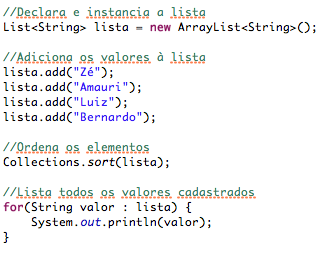 //Declara e instancia a lista
List<String> lista = new ArrayList<String>();
//Adiciona os valores à lista
lista.add("Zé");
lista.add("Amauri");
lista.add("Luiz");
lista.add("Bernardo");
//Ordena os elementos
Collections.sort(lista);
//Lista todos os valores cadastrados
for(String valor : lista) {
System.out.println(valor);
}